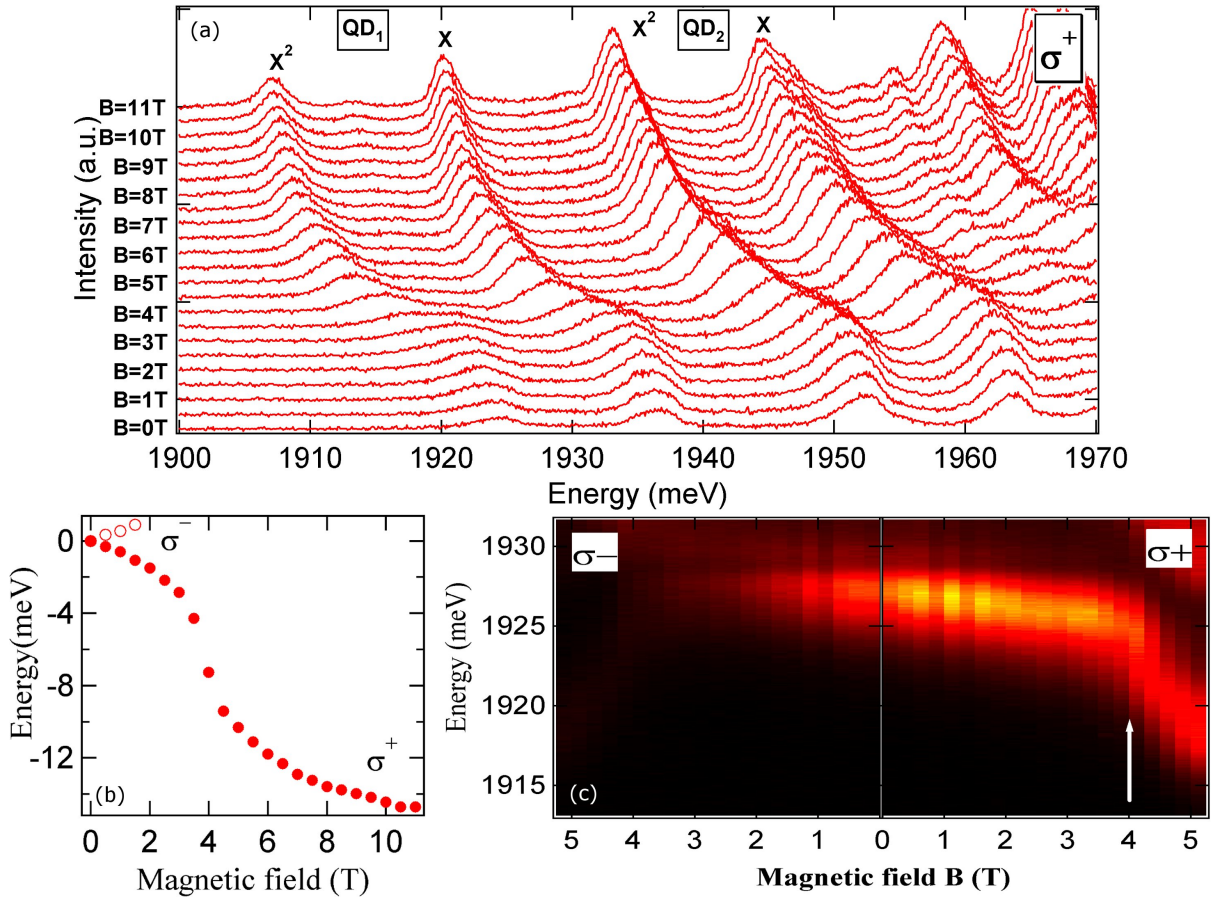 (a)
QD1
X2
X
X2
QD2
X
σ+
B=11T
B=10T
B=9T
B=8T
B=7T
B=6T
B=5T
B=4T
B=3T
B=2T
B=1T
B=0T
Intensity (a.u.)
1900 1910 1920 1930 1940 1950 1960 1970
Energy (meV)
0
-4
-8
-12
Energy(meV)
σ−
σ+
(b)
0 2 4 6 8 10
Magnetic field (T)
1930
1925
1920
1915
Energy (meV)
σ−
σ+
(c)
5 4 3 2 1 0 1 2 3 4 5
Magnetic field B (T)